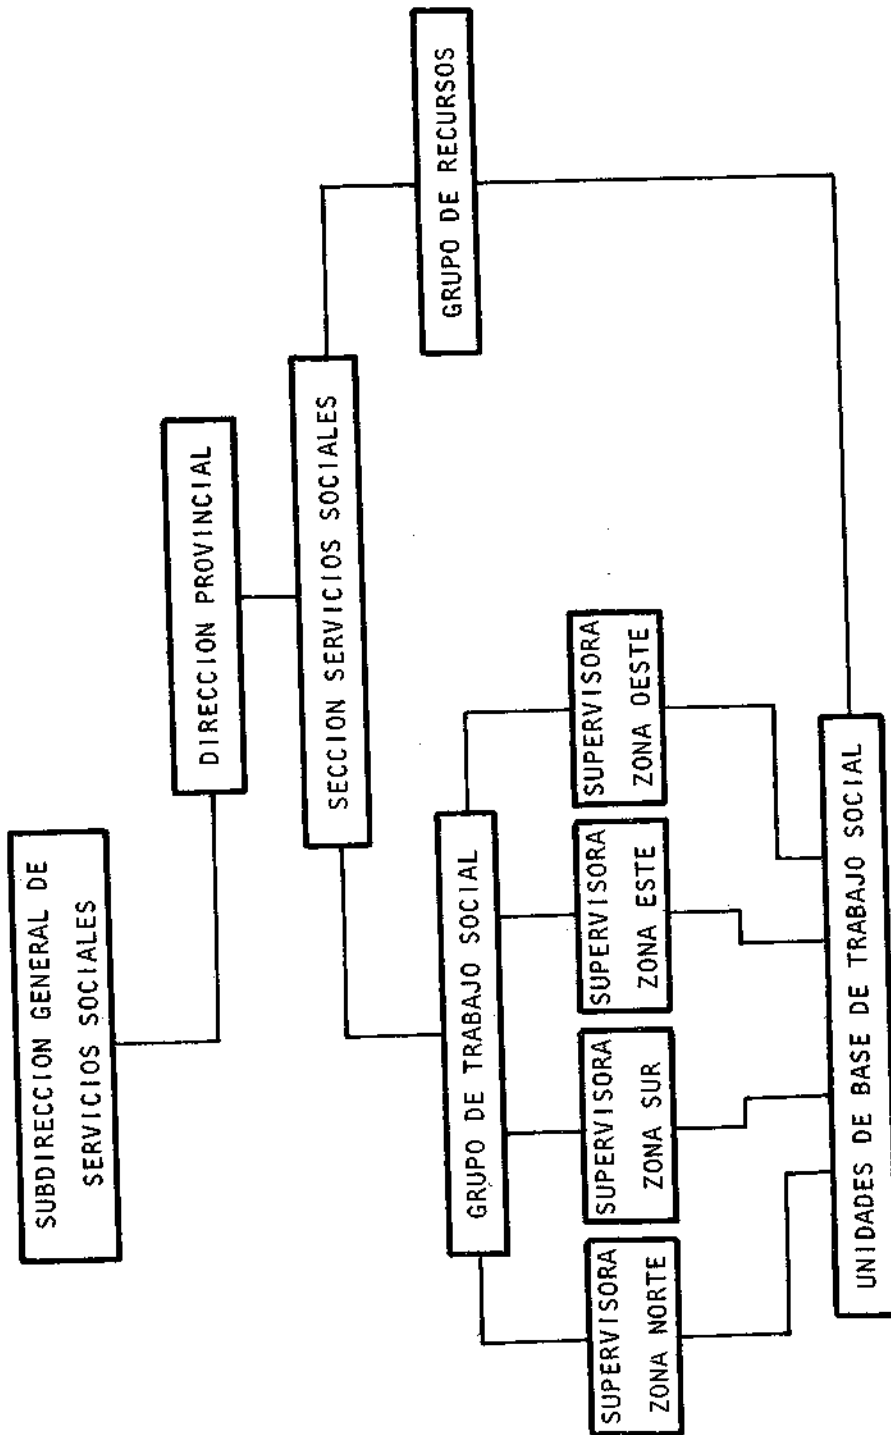 SUBDIRECCION GENERAL DE
SERVICIOS SOCIALES
DIRECCION PROVINCIAL
SECCION SERVICIOS SOCIALES
GRUPO DE TRABAJO SOCIAL
GRUPO DE RECURSOS
SUPERVISORA
ZONA NORTE
SUPERVISORA
ZONA SUR
SUPERVISORA
ZONA ESTE
SUPERVISORA
ZONA OESTE
UNIDADES DE BASE DE TRABAJO SOCIAL